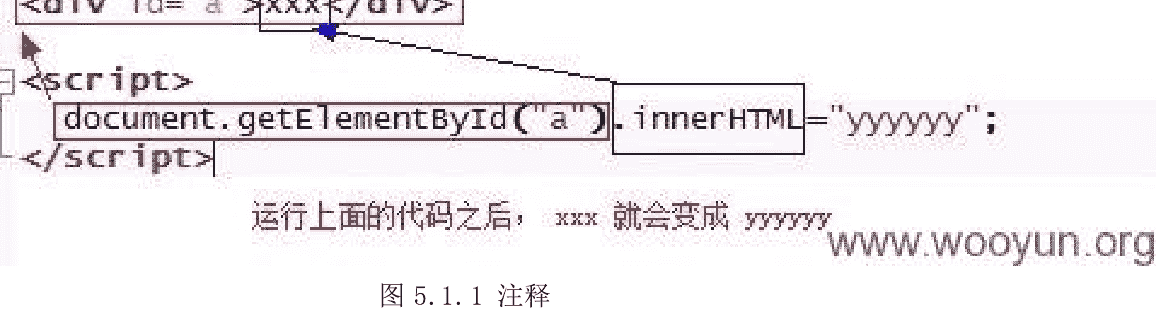 <div id="a">xxx</div>
<script>
document.getElementById("a").innerHTML="yyyyyy";
</script>
运行上面的代码之后， xxx 就会变成 yyyyyy
www.wooyun.org
图 5.1.1 注释